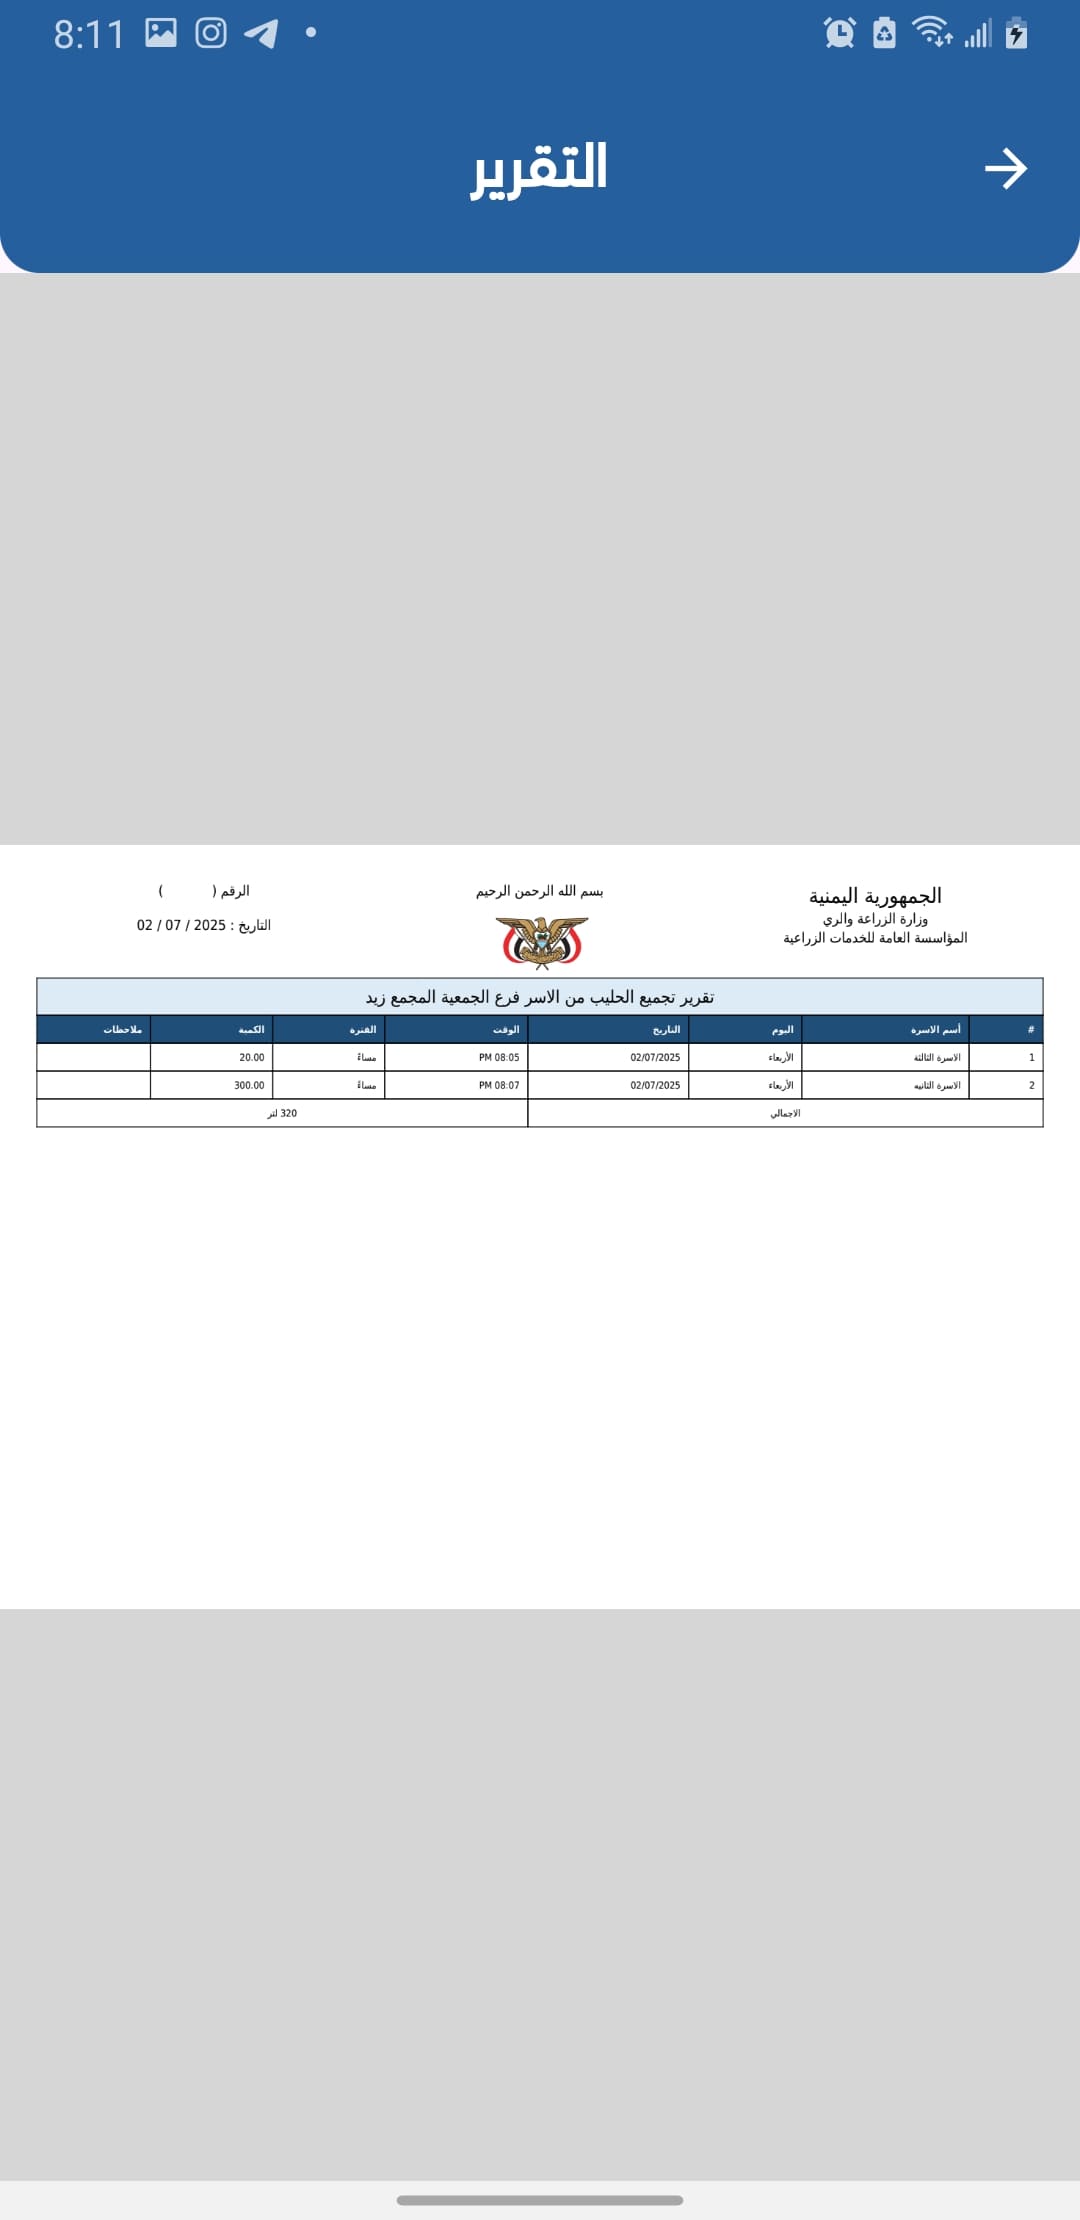 8:11
التقرير
الجمهورية اليمنية
وزارة الزراعة والري
المؤاسسة العامة للخدمات الزراعية
بسم الله الرحمن الرحيم
الرقم ( )
التاريخ : 2025 / 07 / 02
تقرير تجميع الحليب من الاسر فرع الجمعية المجمع زيد
# أسم الاسرة اليوم التاريخ الوقت الفترة الكمية ملاحظات
1 الاسرة الثالثة الأربعاء 02/07/2025 08:05 PM مساءً 20.00
2 الاسرة الثانيه الأربعاء 02/07/2025 08:07 PM مساءً 300.00
الاجمالي 320 لتر